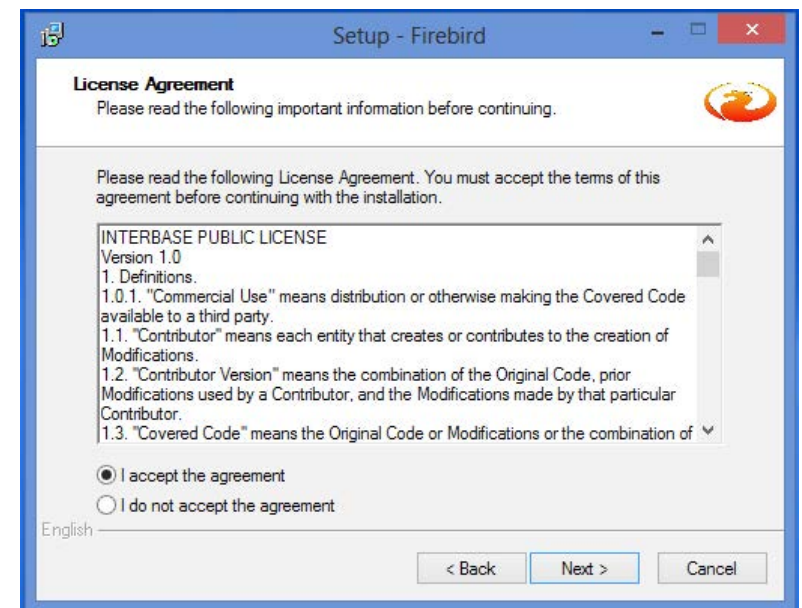 Setup - Firebird
License Agreement
Please read the following important information before continuing.
Please read the following License Agreement. You must accept the terms of this
agreement before continuing with the installation.
INTERBASE PUBLIC LICENSE
Version 1.0
1. Definitions.
1.0.1. "Commercial Use" means distribution or otherwise making the Covered Code
available to a third party.
1.1. "Contributor" means each entity that creates or contributes to the creation of
Modifications.
1.2. "Contributor Version" means the combination of the Original Code, prior
Modifications used by a Contributor, and the Modifications made by that particular
Contributor.
1.3. "Covered Code" means the Original Code or Modifications or the combination of
I accept the agreement
I do not accept the agreement
English
< Back Next > Cancel